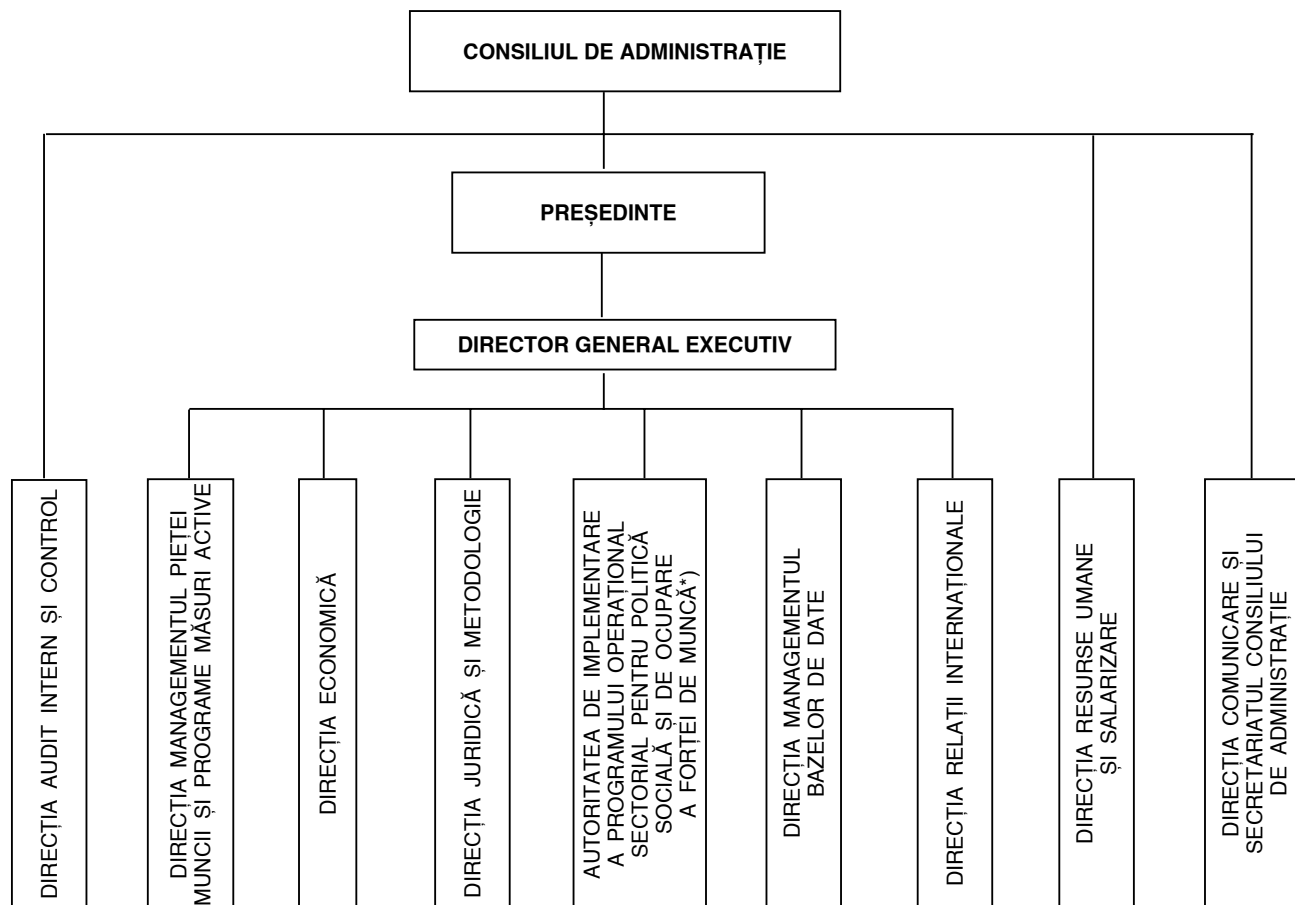 CONSILIUL DE ADMINISTRAȚIE
PREȘEDINTE
DIRECTOR GENERAL EXECUTIV
DIRECȚIA AUDIT INTERN ȘI CONTROL
DIRECȚIA MANAGEMENTUL PIEȚEI
MUNCII ȘI PROGRAME MĂSURI ACTIVE
DIRECȚIA ECONOMICĂ
DIRECȚIA JURIDICĂ ȘI METODOLOGIE
AUTORITATEA DE IMPLEMENTARE
A PROGRAMULUI OPERAȚIONAL
SECTORIAL PENTRU POLITICĂ
SOCIALĂ ȘI DE OCUPARE
A FORȚEI DE MUNCĂ*)
DIRECȚIA MANAGEMENTUL
BAZELOR DE DATE
DIRECȚIA RELAȚII INTERNAȚIONALE
DIRECȚIA RESURSE UMANE
ȘI SALARIZARE
DIRECȚIA COMUNICARE ȘI
SECRETARIATUL CONSILIULUI
DE ADMINISTRAȚIE